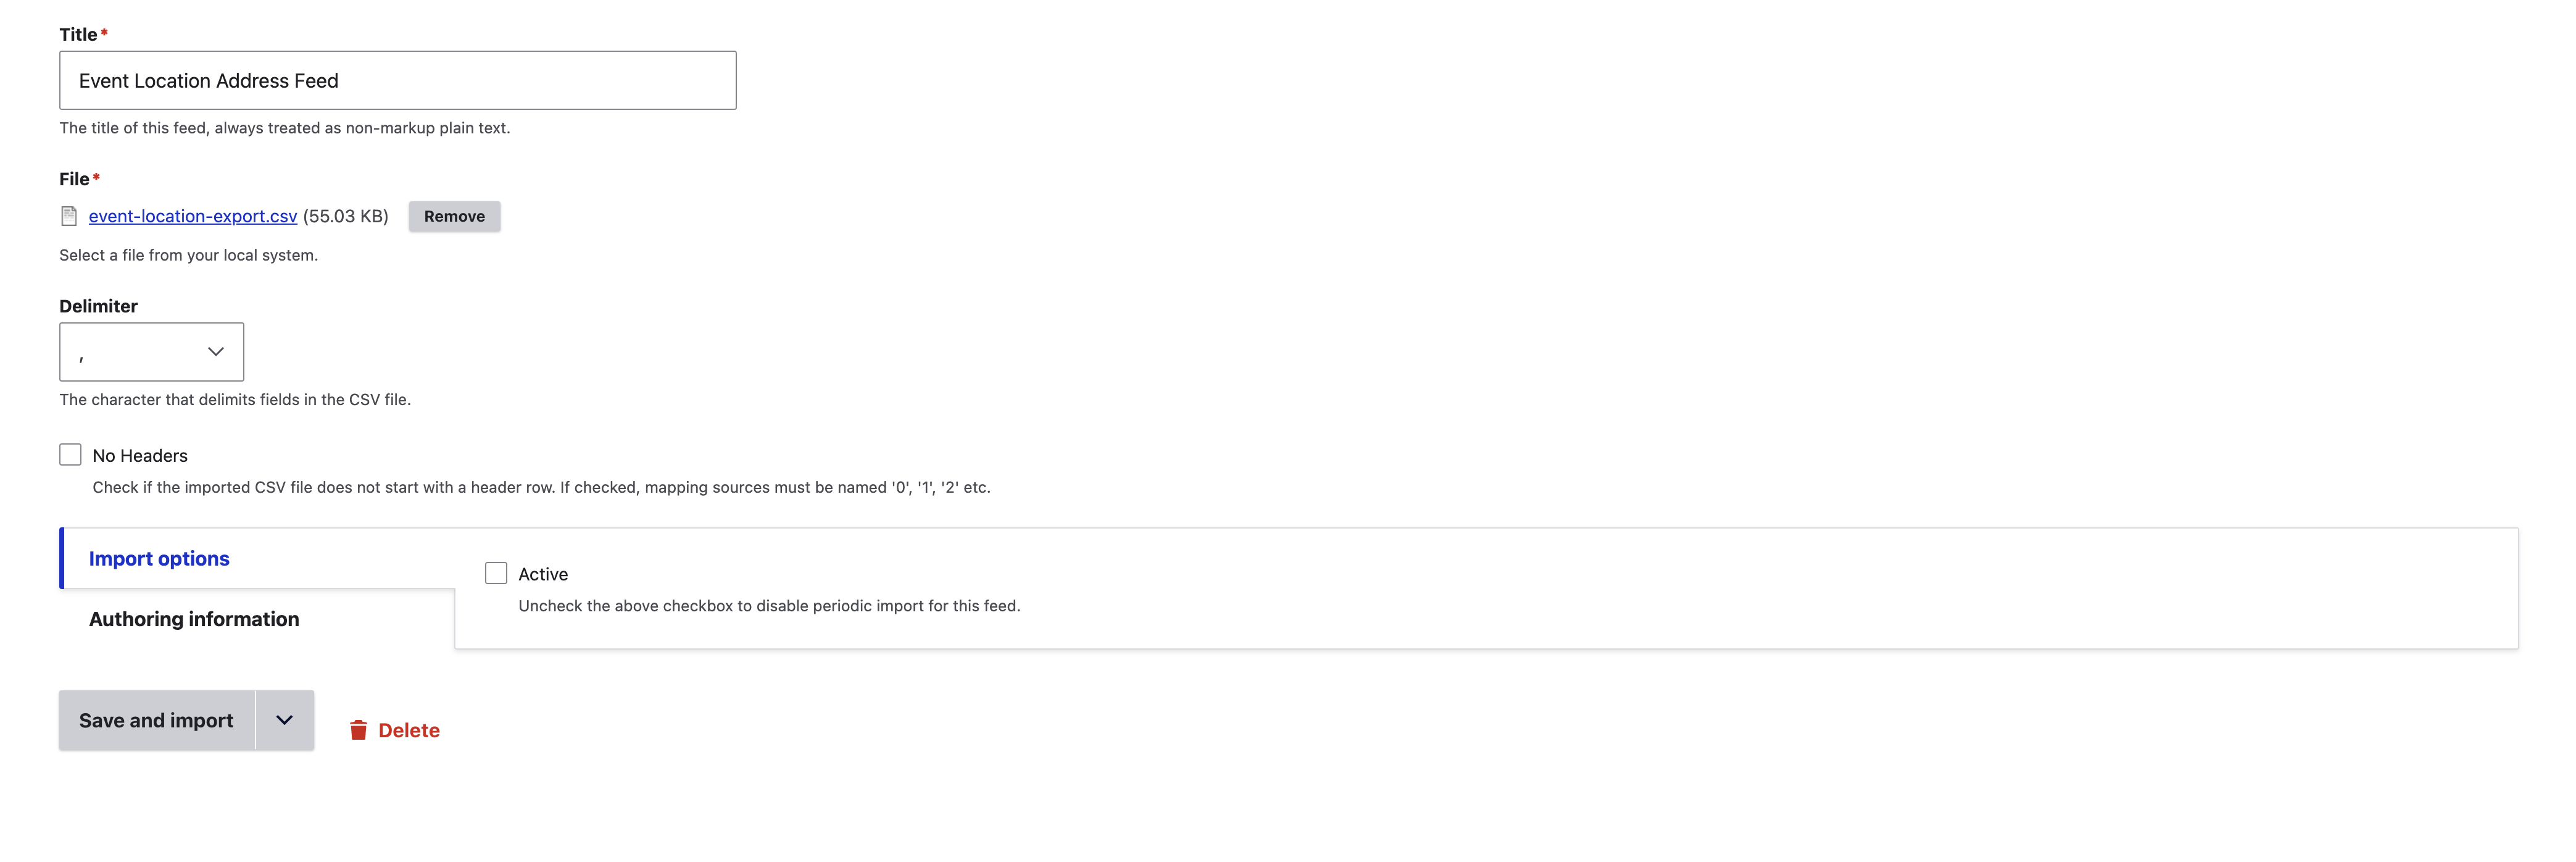 Title*
Event Location Address Feed
The title of this feed, always treated as non-markup plain text.
File*
event-location-export.csv (55.03 KB) Remove
Select a file from your local system.
Delimiter
,
The character that delimits fields in the CSV file.
No Headers
Check if the imported CSV file does not start with a header row. If checked, mapping sources must be named '0', '1', '2' etc.
Import options
Active
Uncheck the above checkbox to disable periodic import for this feed.
Authoring information
Save and import
Delete